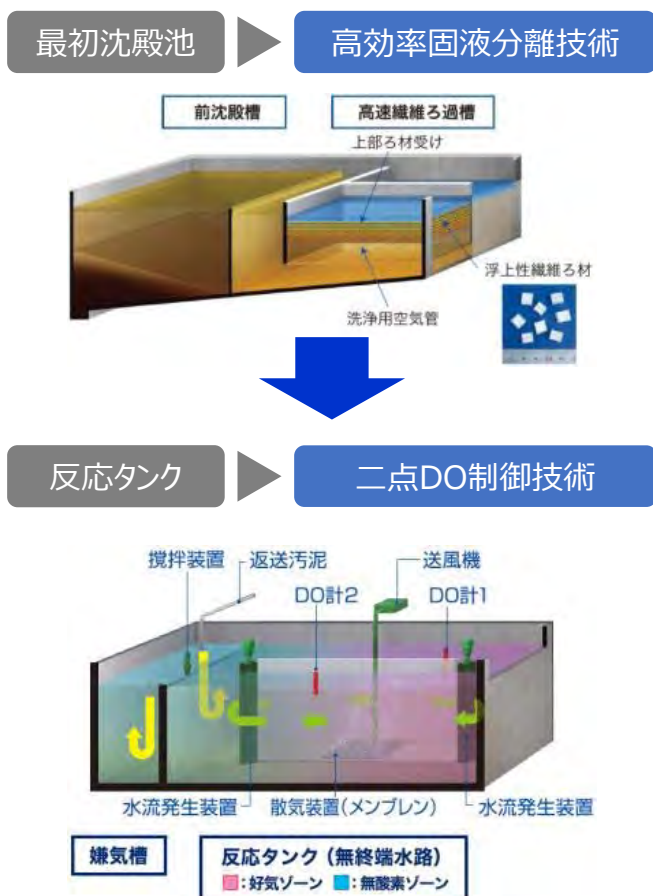 最初沈殿池
高効率固液分離技術
前沈殿槽
高速繊維ろ過槽
上部ろ材受け
浮上性繊維ろ材
洗浄用空気管
反応タンク
二点DO制御技術
撹拌装置
返送汚泥
送風機
DO計2
DO計1
水流発生装置
散気装置(メンブレン)
水流発生装置
嫌気槽
反応タンク(無終端水路)
:好気ゾーン :無酸素ゾーン